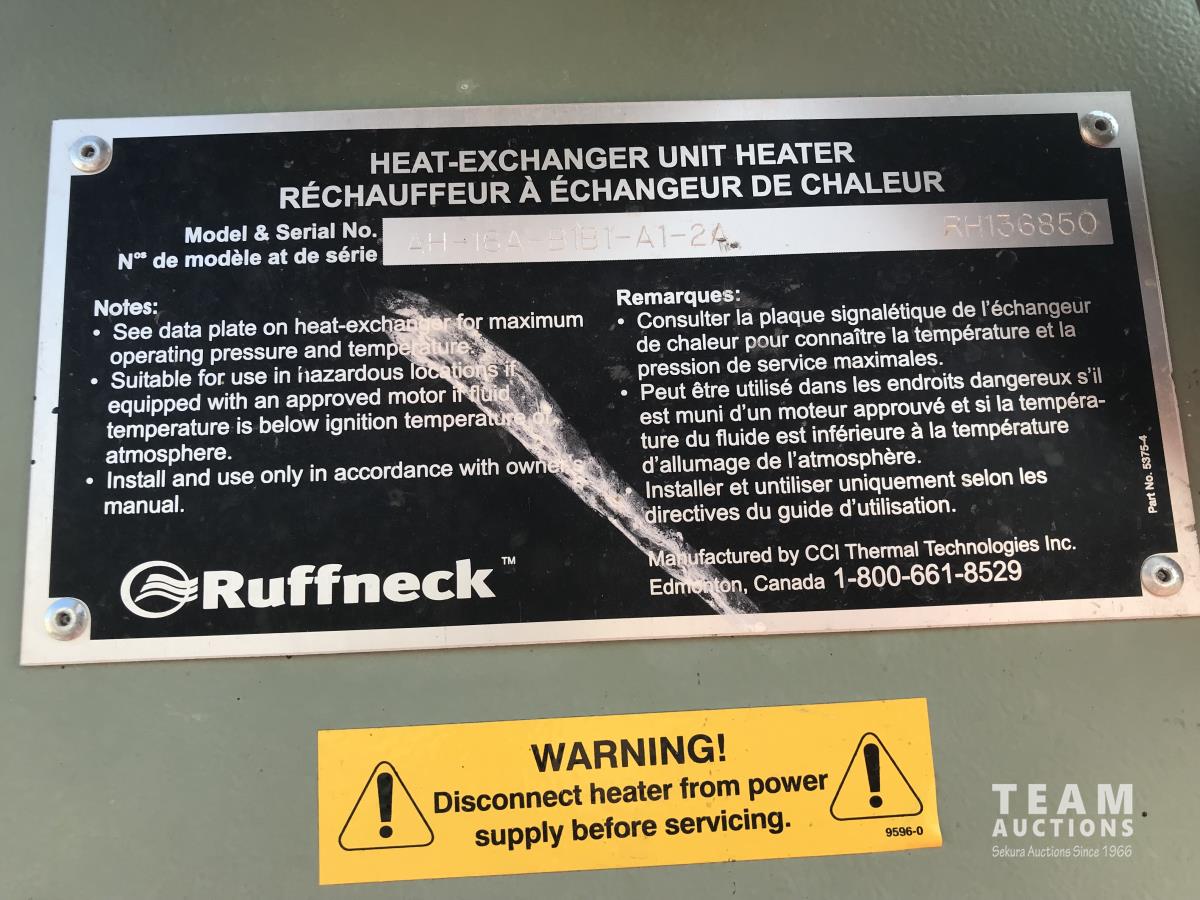 HEAT-EXCHANGER UNIT HEATER
RÉCHAUFFEUR À ÉCHANGEUR DE CHALEUR
Model & Serial No.
Nos de modèle at de série
AH-16A-B1B1-A1-2A RH136850
Notes:
• See data plate on heat-exchanger for maximum
operating pressure and temperature.
• Suitable for use in hazardous locations if
equipped with an approved motor if fluid
temperature is below ignition temperature of
atmosphere.
• Install and use only in accordance with owner's
manual.
Ruffneck™
Remarques:
• Consulter la plaque signalétique de l'échangeur
de chaleur pour connaître la température et la
pression de service maximales.
• Peut être utilisé dans les endroits dangereux s'il
est muni d'un moteur approuvé et si la tempéra-
ture du fluide est inférieure à la température
d'allumage de l'atmosphère.
• Installer et untiliser uniquement selon les
directives du guide d'utilisation.
Manufactured by CCI Thermal Technologies Inc.
Edmonton, Canada 1-800-661-8529
Part No. 5375-4
WARNING!
Disconnect heater from power
supply before servicing.
9596-0
TEAM
AUCTIONS
Sekura Auctions Since 1966